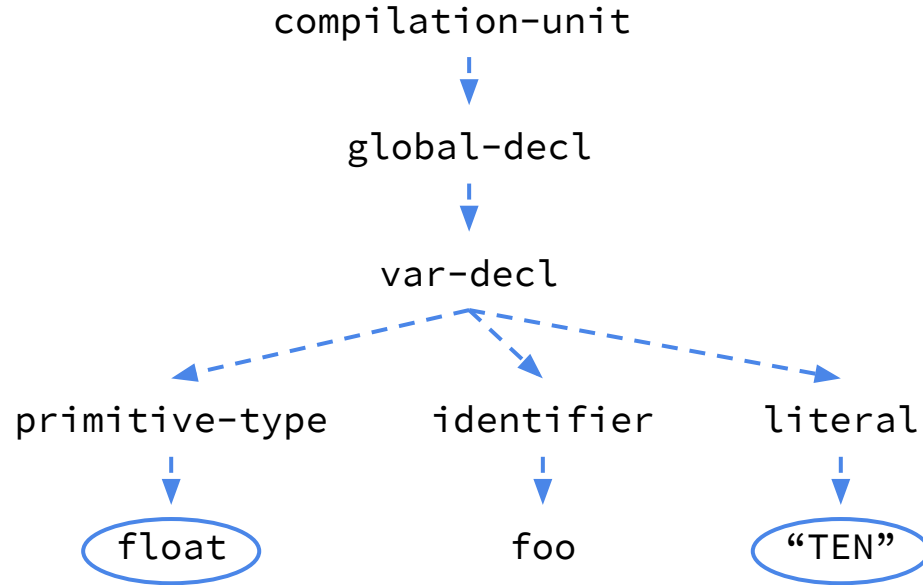 compilation-unit
global-decl
var-decl
primitive-type identifier literal
float foo “TEN”